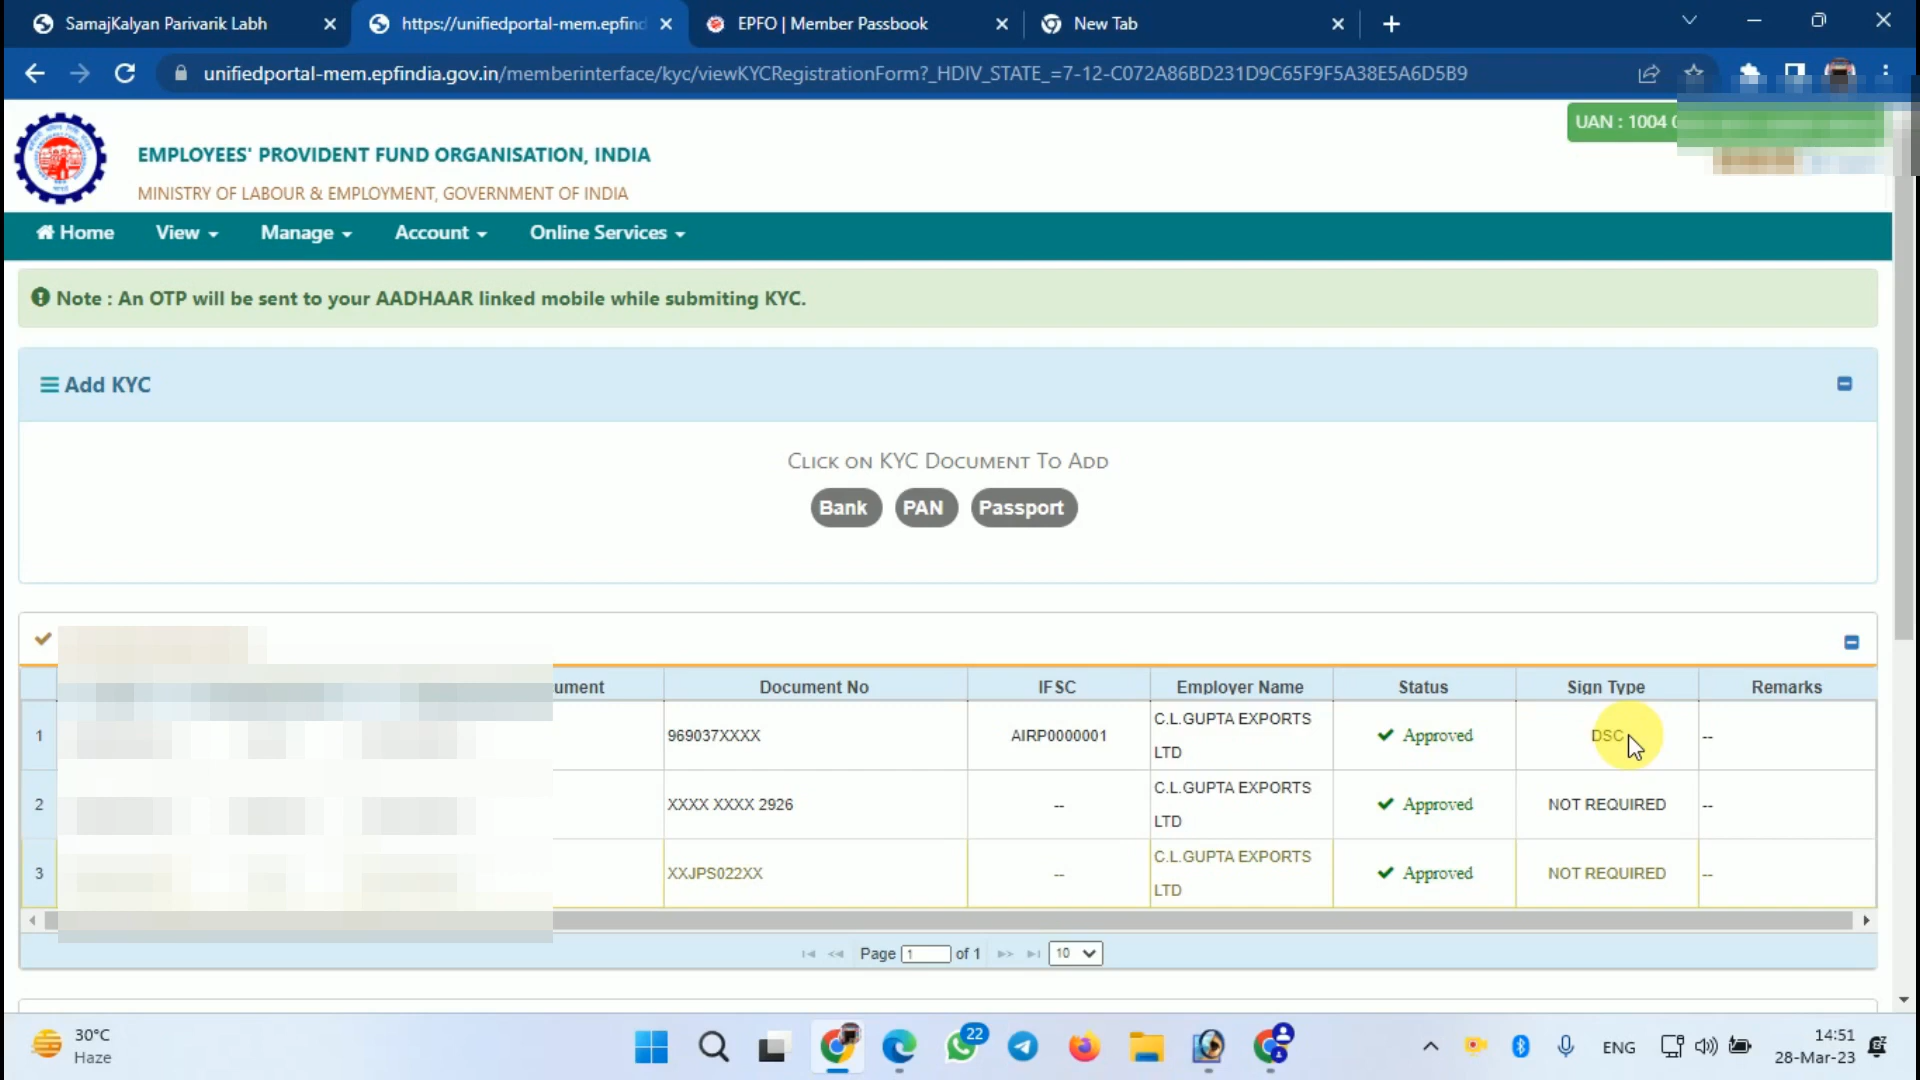 SamajKalyan Parivarik Labh
https://unifiedportal-mem.epfind
EPFO | Member Passbook
New Tab
unifiedportal-mem.epfindia.gov.in/memberinterface/kyc/viewKYCRegistrationForm?_HDIV_STATE_=7-12-C072A86BD231D9C65F9F5A38E5A6D5B9
UAN : 1004
EMPLOYEES' PROVIDENT FUND ORGANISATION, INDIA
MINISTRY OF LABOUR & EMPLOYMENT, GOVERNMENT OF INDIA
Home View Manage Account Online Services
Note : An OTP will be sent to your AADHAAR linked mobile while submiting KYC.
Add KYC
CLICK ON KYC DOCUMENT TO ADD
Bank PAN Passport
ument Document No IFSC Employer Name Status Sign Type Remarks
1 969037XXXX AIRP0000001 C.L.GUPTA EXPORTS LTD Approved DSC --
2 XXXX XXXX 2926 -- C.L.GUPTA EXPORTS LTD Approved NOT REQUIRED --
3 XXJPS022XX -- C.L.GUPTA EXPORTS LTD Approved NOT REQUIRED --
Page 1 of 1 10
30°C
Haze
22
ENG
14:51
28-Mar-23